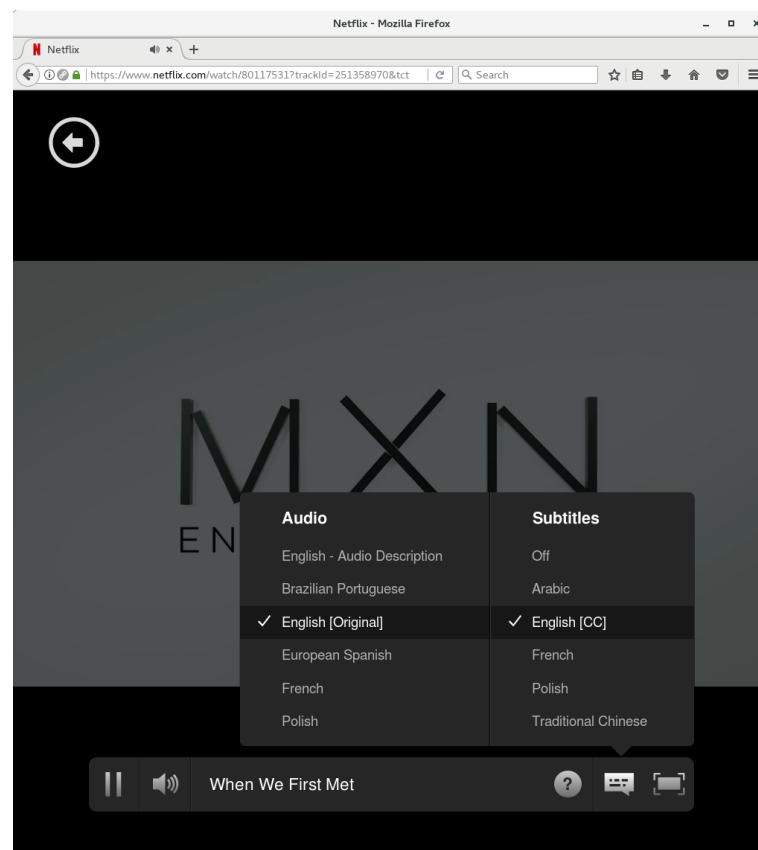 Netflix - Mozilla Firefox
N Netflix
https://www.netflix.com/watch/80117531?trackId=251358970&tct
Search
MXN
EN
Audio
English - Audio Description
Brazilian Portuguese
English [Original]
European Spanish
French
Polish
Subtitles
Off
Arabic
English [CC]
French
Polish
Traditional Chinese
When We First Met
?